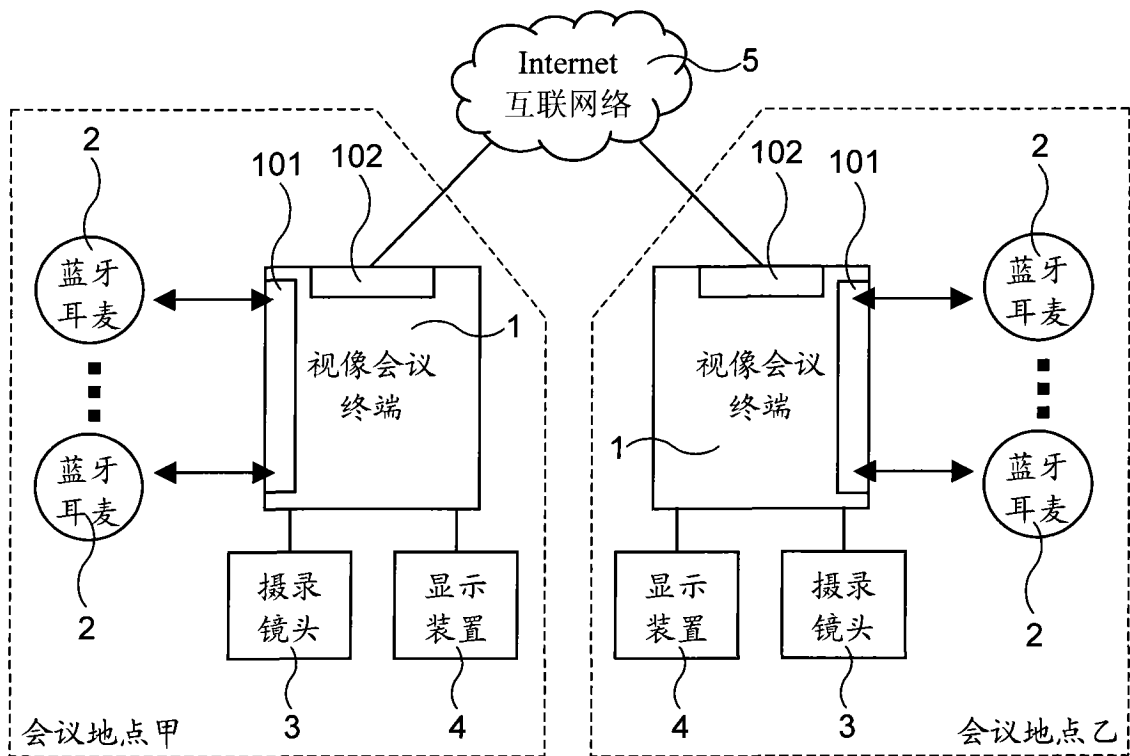 Internet
互联网络
5
2
101
102
102
101
2
蓝牙
耳麦
蓝牙
耳麦
1
视像会议
终端
视像会议
终端
1
蓝牙
耳麦
蓝牙
耳麦
摄录
镜头
显示
装置
显示
装置
摄录
镜头
2
2
3
4
4
3
会议地点甲
会议地点乙